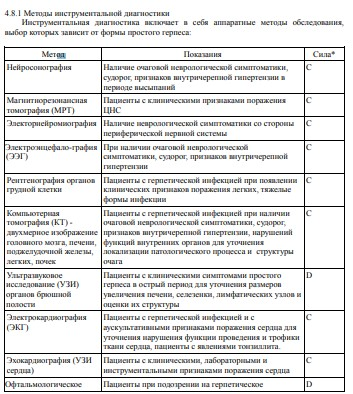 4.8.1 Методы инструментальной диагностики
Инструментальная диагностика включает в себя аппаратные методы обследования,
выбор которых зависит от формы простого герпеса:
Метод Показания Сила*
Нейросонография Наличие очаговой неврологической симптоматики, С
судорог, признаков внутричерепной гипертензии в
периоде высыпаний
Магнитнорезонансная Пациенты с клиническими признаками поражения С
томография (МРТ) ЦНС
Электорнейромиография Наличие неврологической симптоматики со стороны С
периферической нервной системы
Электроэнцефало-графия При наличии очаговой неврологической С
(ЭЭГ) симптоматики, судорог, признаков внутричерепной
гипертензии
Рентгенография органов Пациенты с герпетической инфекцией при появлении С
грудной клетки клинических признаков поражения легких, тяжелые
формы инфекции
Компьютерная Пациенты с герпетической инфекцией при наличии С
томография (КТ) - очаговой неврологической симптоматики, судорог,
двухмерное изображение признаков внутричерепной гипертензии, нарушений
головного мозга, печени, функций внутренних органов для уточнения
поджелудочной железы, локализации патологического процесса и структуры
легких, почек очага
Ультразвуковое Пациенты с клиническими симптомами простого D
исследование (УЗИ) герпеса в острый период для уточнения размеров
органов брюшной увеличения печени, селезенки, лимфатических узлов и
полости оценки их структуры
Электрокардиография Пациенты с герпетической инфекцией и с С
(ЭКГ) аускультативными признаками поражения сердца для
уточнения нарушения функции проведения и трофики
ткани сердца, пациенты с явлениями тонзиллита.
Эхокардиография (УЗИ Пациенты с клиническими, лабораторными и С
сердца) инструментальными признаками поражения сердца
Офтальмологическое Пациенты при подозрении на герпетическое D